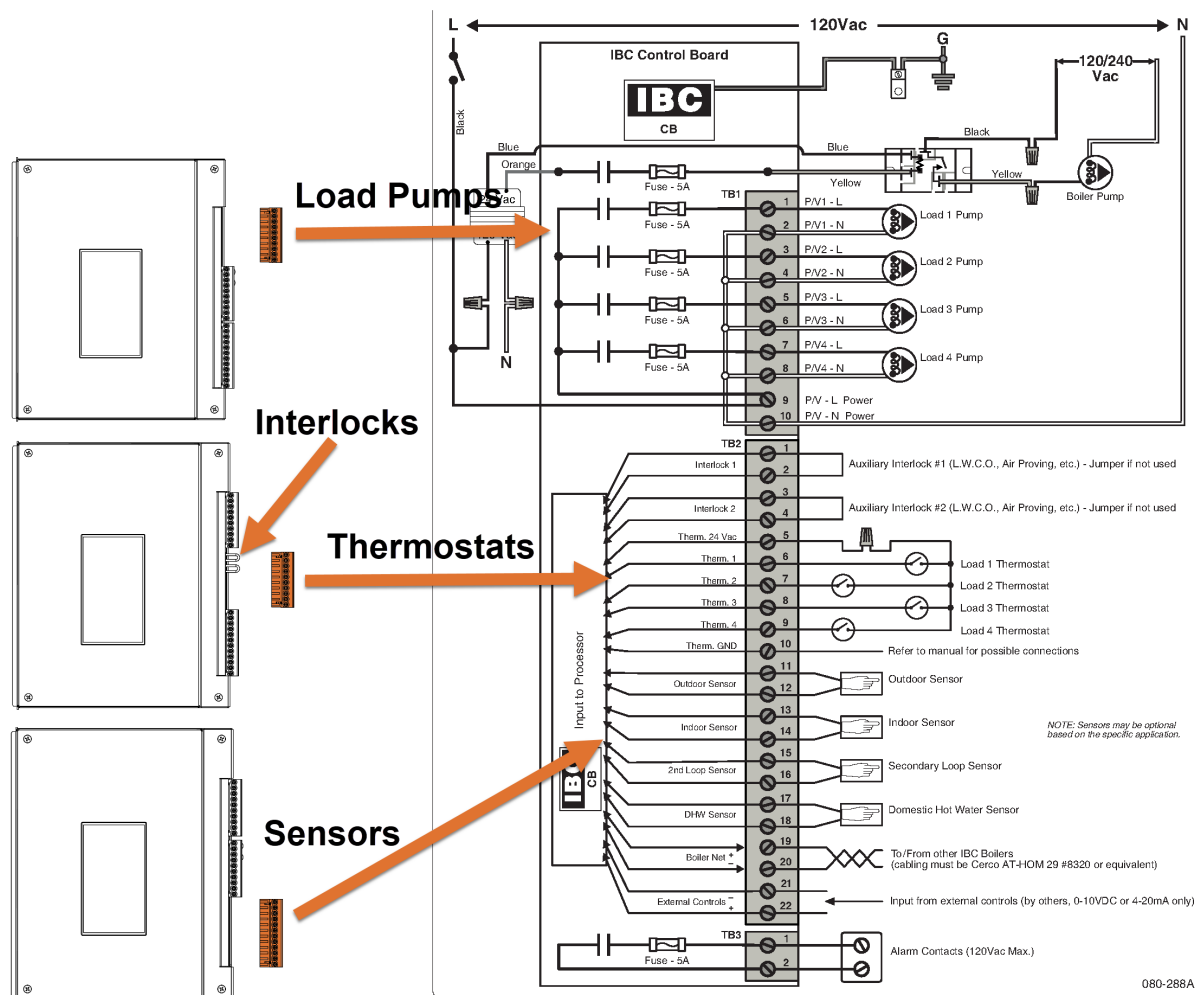 L
120Vac
N
G
IBC Control Board
IBC
CB
120/240
Vac
Black
Black
Blue
Blue
Orange
Yellow
Yellow
Boiler Pump
Fuse - 5A
Load Pumps
Vac
TB1
1
P/V1 - L
Load 1 Pump
2
P/V1 - N
Fuse - 5A
3
P/V2 - L
Load 2 Pump
4
P/V2 - N
Fuse - 5A
5
P/V3 - L
Load 3 Pump
6
P/V3 - N
Fuse - 5A
7
P/V4 - L
Load 4 Pump
8
P/V4 - N
Fuse - 5A
N
9
P/V - L Power
10
P/V - N Power
Interlocks
TB2
Interlock 1
1
2
Auxiliary Interlock #1 (L.W.C.O., Air Proving, etc.) - Jumper if not used
Interlock 2
3
4
Auxiliary Interlock #2 (L.W.C.O., Air Proving, etc.) - Jumper if not used
Thermostats
Therm. 24 Vac
5
Therm. 1
6
Load 1 Thermostat
Therm. 2
7
Load 2 Thermostat
Therm. 3
8
Load 3 Thermostat
Therm. 4
9
Load 4 Thermostat
Therm. GND
10
Refer to manual for possible connections
Input to Processor
Outdoor Sensor
11
12
Outdoor Sensor
Indoor Sensor
13
14
Indoor Sensor
NOTE: Sensors may be optional
based on the specific application.
2nd Loop Sensor
15
16
Secondary Loop Sensor
CB
DHW Sensor
17
18
Domestic Hot Water Sensor
Sensors
Boiler Net + –
19
20
To/From other IBC Boilers
(cabling must be Cerco AT-HOM 29 #8320 or equivalent)
External Controls – +
21
22
Input from external controls (by others, 0-10VDC or 4-20mA only)
TB3
1
2
Fuse - 5A
Alarm Contacts (120Vac Max.)
080-288A